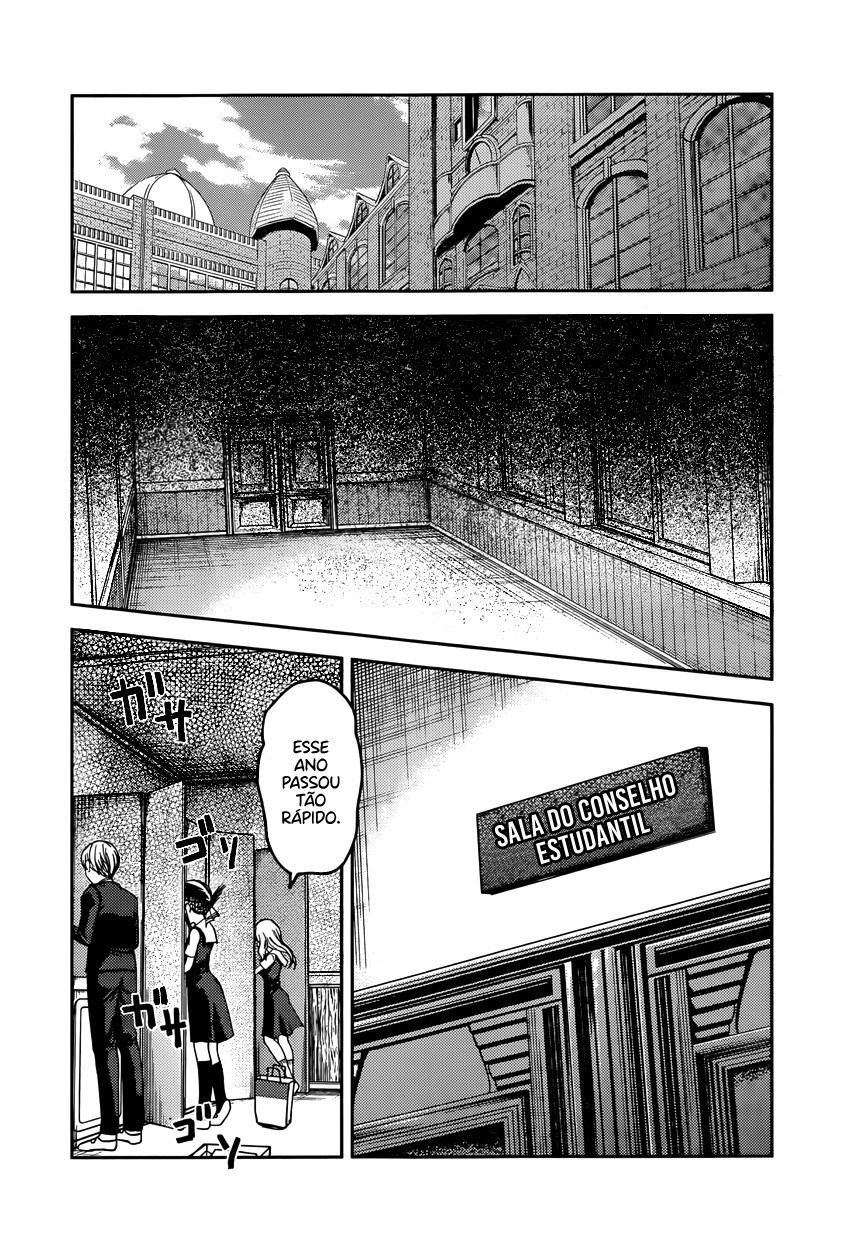 SALA DO CONSELHO
ESTUDANTIL
ESSE
ANO
PASSOU
TÃO
RÁPIDO.
ガサ
ゴソ
ガサ
ゴソ